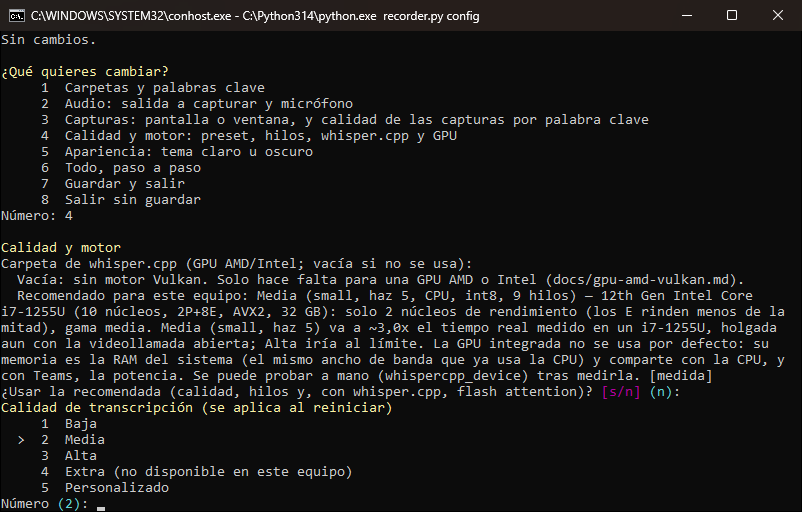 C:\WINDOWS\SYSTEM32\conhost.exe - C:\Python314\python.exe recorder.py config
Sin cambios.
¿Qué quieres cambiar?
1 Carpetas y palabras clave
2 Audio: salida a capturar y micrófono
3 Capturas: pantalla o ventana, y calidad de las capturas por palabra clave
4 Calidad y motor: preset, hilos, whisper.cpp y GPU
5 Apariencia: tema claro u oscuro
6 Todo, paso a paso
7 Guardar y salir
8 Salir sin guardar
Número: 4
Calidad y motor
Carpeta de whisper.cpp (GPU AMD/Intel; vacía si no se usa):
Vacía: sin motor Vulkan. Solo hace falta para una GPU AMD o Intel (docs/gpu-amd-vulkan.md).
Recomendado para este equipo: Media (small, haz 5, CPU, int8, 9 hilos) — 12th Gen Intel Core
i7-1255U (10 núcleos, 2P+8E, AVX2, 32 GB): solo 2 núcleos de rendimiento (los E rinden menos de la
mitad), gama media. Media (small, haz 5) va a ~3,0x el tiempo real medido en un i7-1255U, holgada
aun con la videollamada abierta; Alta iría al límite. La GPU integrada no se usa por defecto: su
memoria es la RAM del sistema (el mismo ancho de banda que ya usa la CPU) y comparte con la CPU, y
con Teams, la potencia. Se puede probar a mano (whispercpp_device) tras medirla. [medida]
¿Usar la recomendada (calidad, hilos y, con whisper.cpp, flash attention)? [s/n] (n):
Calidad de transcripción (se aplica al reiniciar)
1 Baja
> 2 Media
3 Alta
4 Extra (no disponible en este equipo)
5 Personalizado
Número (2):